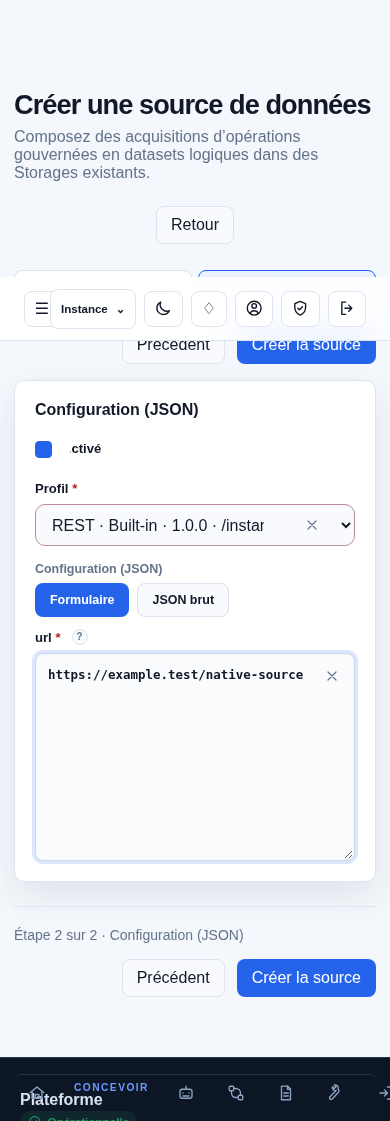 Créer une source de données
Composez des acquisitions d’opérations
gouvernées en datasets logiques dans des
Storages existants.
Retour
Instance
Précédent
Créer la source
Configuration (JSON)
ctivé
Profil *
REST · Built-in · 1.0.0 · /instar
Configuration (JSON)
Formulaire
JSON brut
url * ?
https://example.test/native-source
Étape 2 sur 2 · Configuration (JSON)
Précédent
Créer la source
CONCEVOIR
Plateforme
Opérationnelle